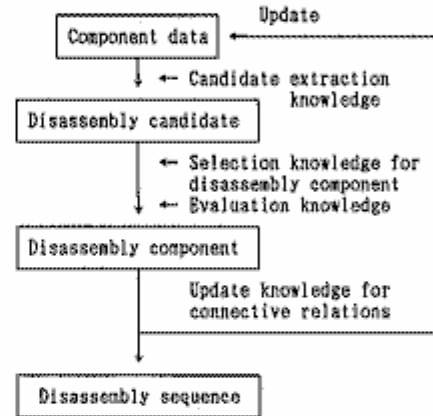 Update
Component data
Candidate extraction
knowledge
Disassembly candidate
Selection knowledge for
disassembly component
Evaluation knowledge
Disassembly component
Update knowledge for
connective relations
Disassembly sequence